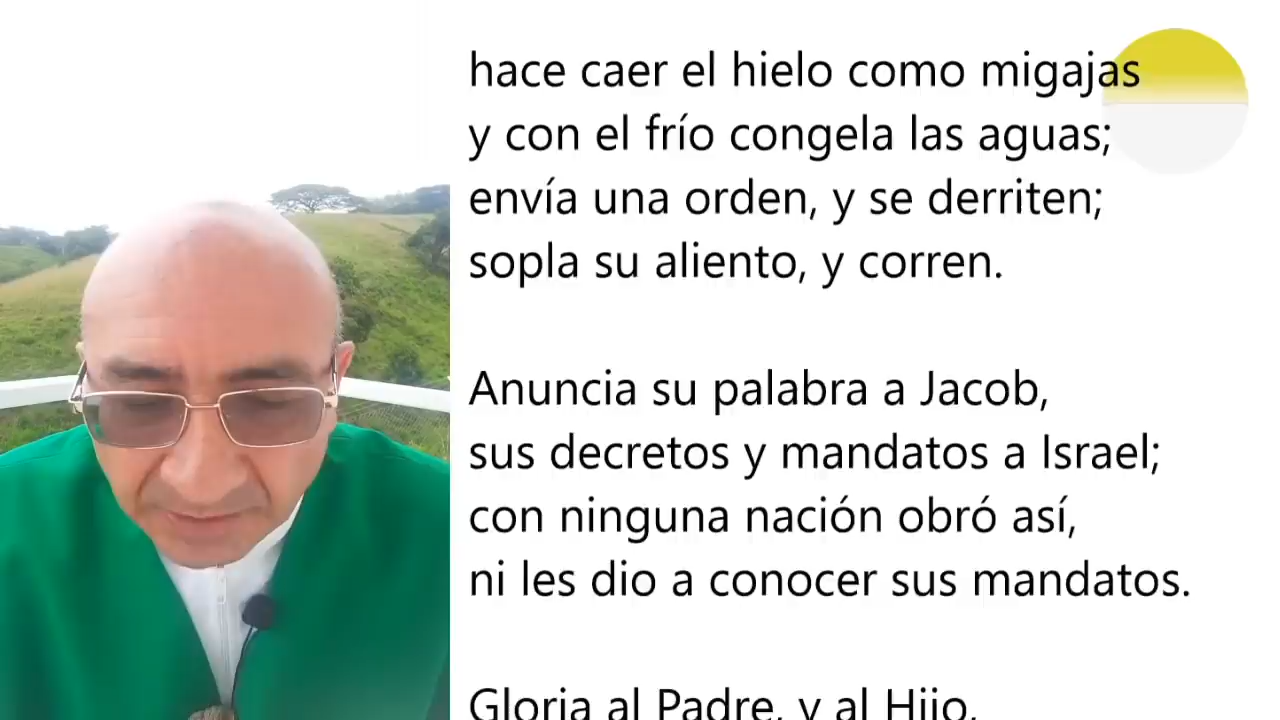 hace caer el hielo como migajas
y con el frío congela las aguas;
envía una orden, y se derriten;
sopla su aliento, y corren.
Anuncia su palabra a Jacob,
sus decretos y mandatos a Israel;
con ninguna nación obró así,
ni les dio a conocer sus mandatos.
Gloria al Padre, y al Hijo,